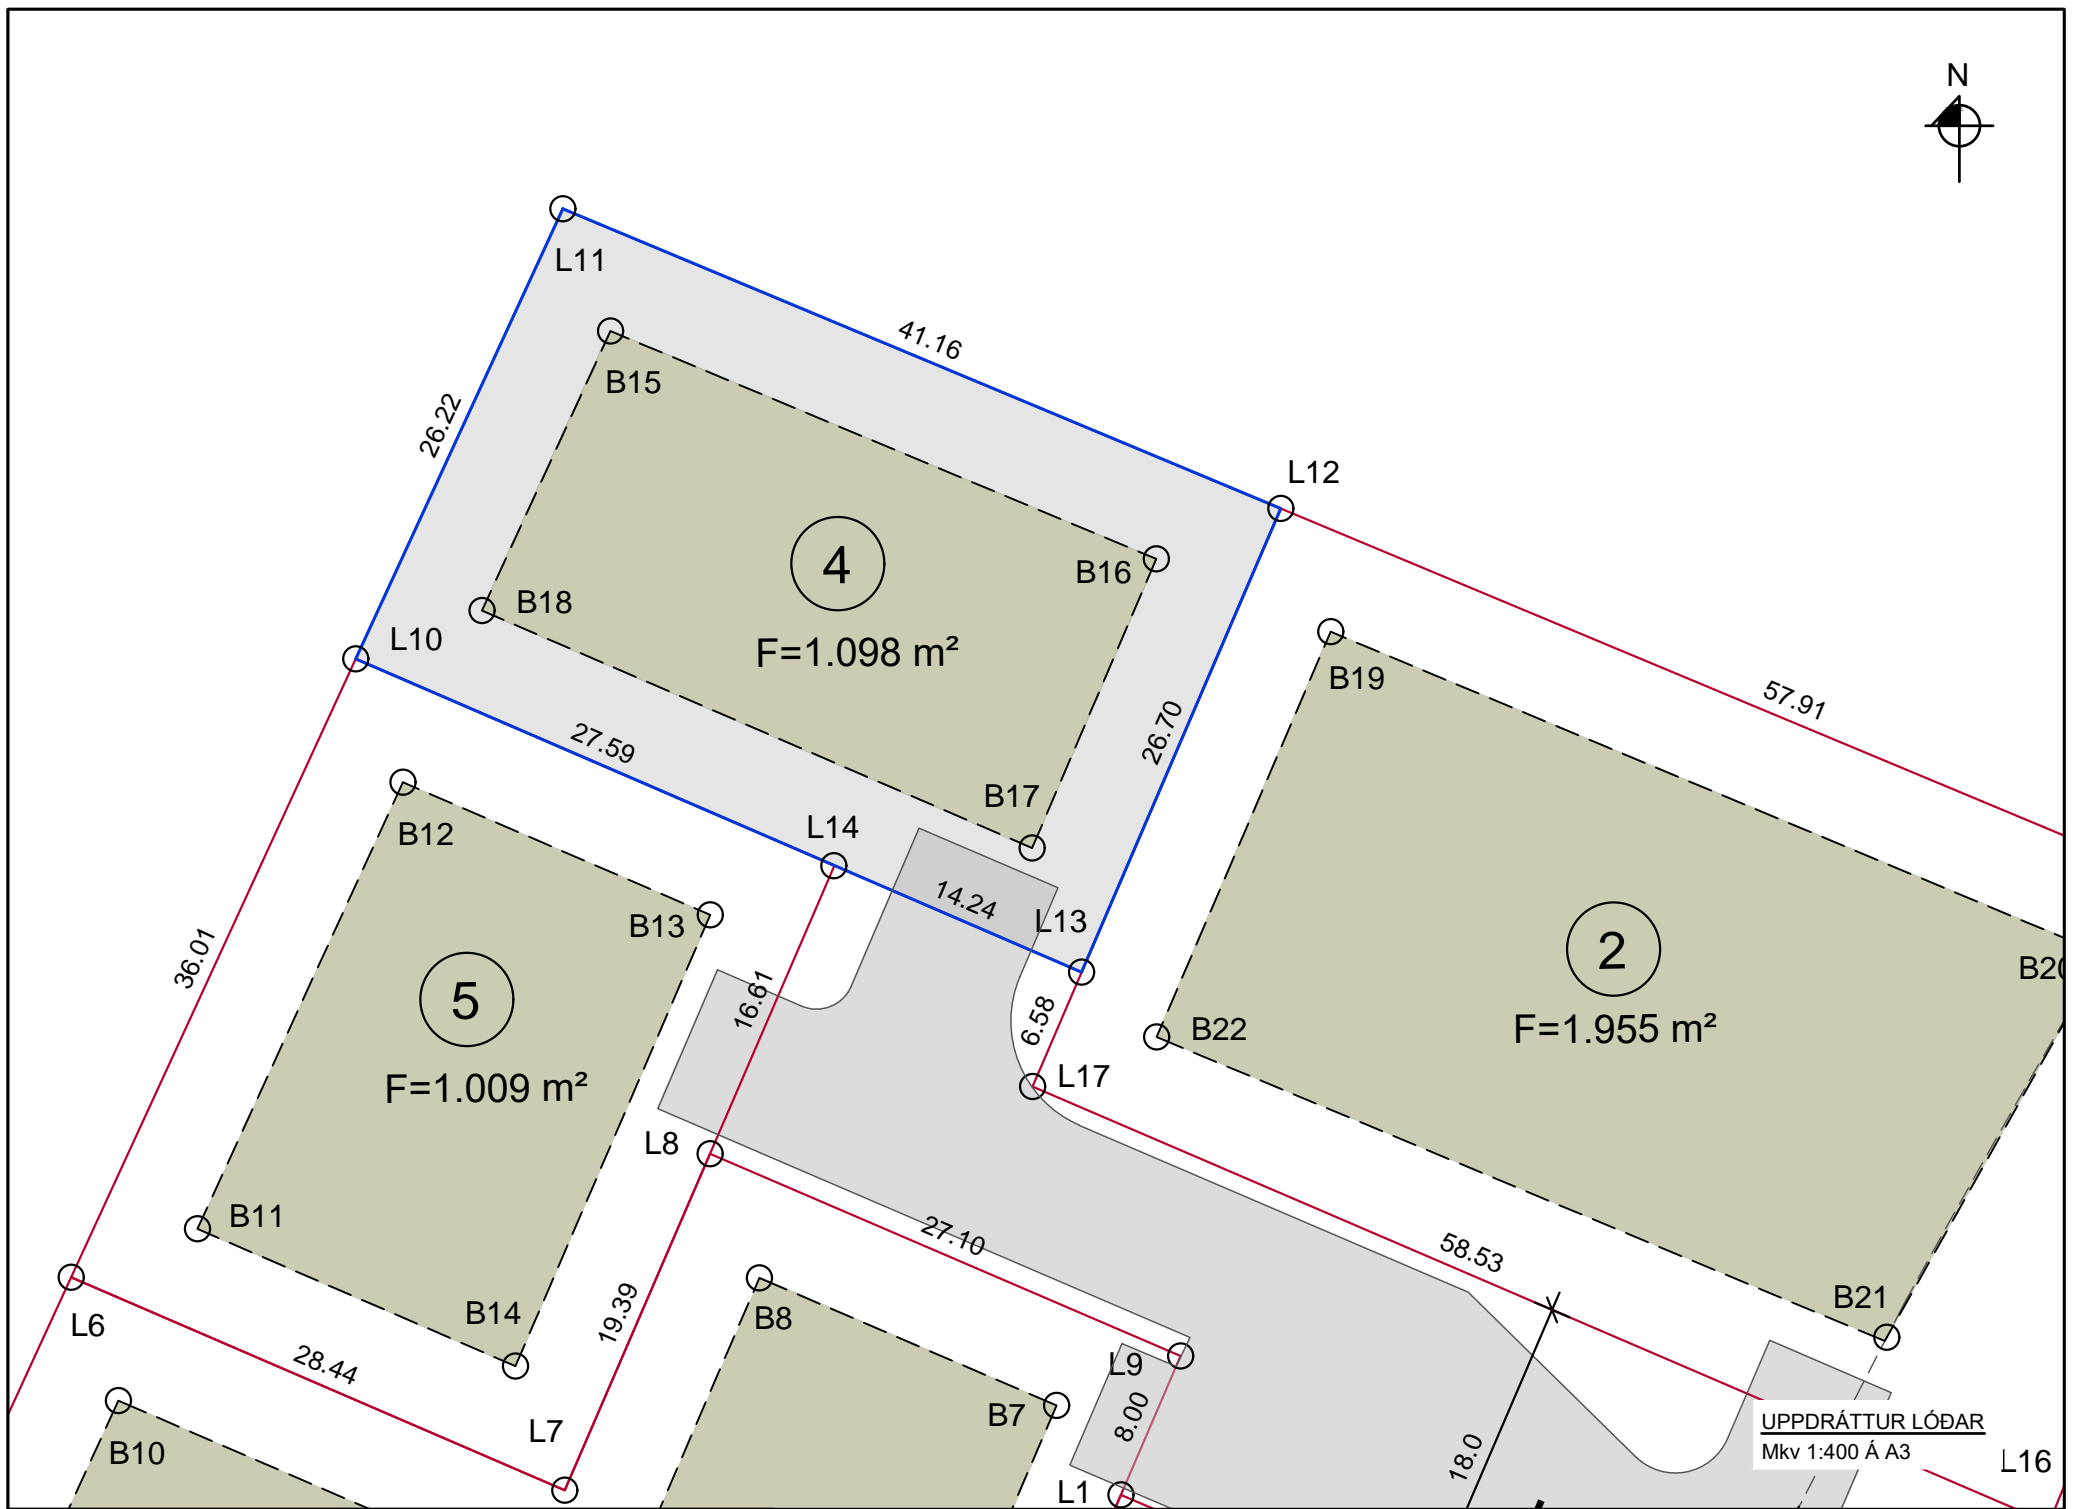 N
L11
41.16
B15
26.22
L12
B16
4
B18
L10
F=1.098 m²
B19
57.91
27.59
26.70
B17
B12
L14
14.24
L13
B13
2
B20
36.01
5
16.61
6.58
B22
F=1.955 m²
L17
F=1.009 m²
L8
B11
27.10
58.53
B21
B14
19.39
B8
L6
28.44
L9
B7
8.00
L7
UPPDRÁTTUR LÓÐAR
Mkv 1:400 Á A3
B10
18.0
L16
L1